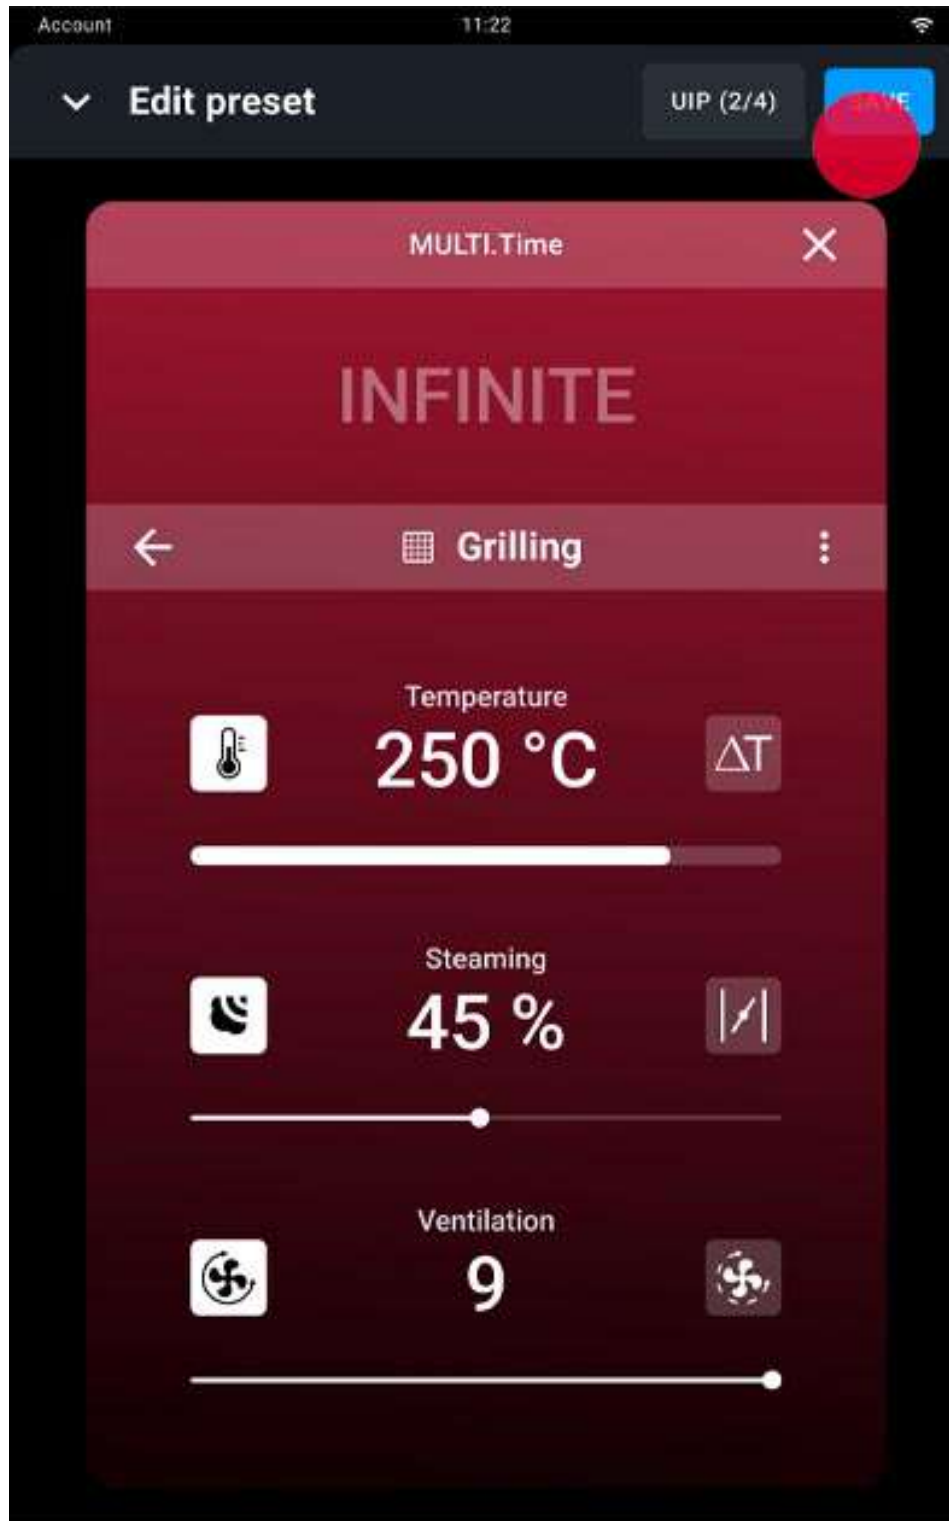 Account 11:22
Edit preset UIP (2/4) SAVE
MULTI.Time
INFINITE
Grilling
Temperature
250 °C
ΔT
Steaming
45 %
Ventilation
9